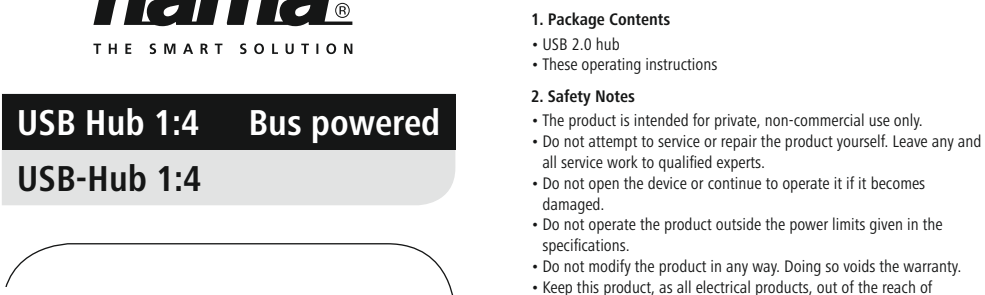 hama®
THE SMART SOLUTION
USB Hub 1:4 Bus powered
USB-Hub 1:4
1. Package Contents
• USB 2.0 hub
• These operating instructions
2. Safety Notes
• The product is intended for private, non-commercial use only.
• Do not attempt to service or repair the product yourself. Leave any and
all service work to qualified experts.
• Do not open the device or continue to operate it if it becomes
damaged.
• Do not operate the product outside the power limits given in the
specifications.
• Do not modify the product in any way. Doing so voids the warranty.
• Keep this product, as all electrical products, out of the reach of